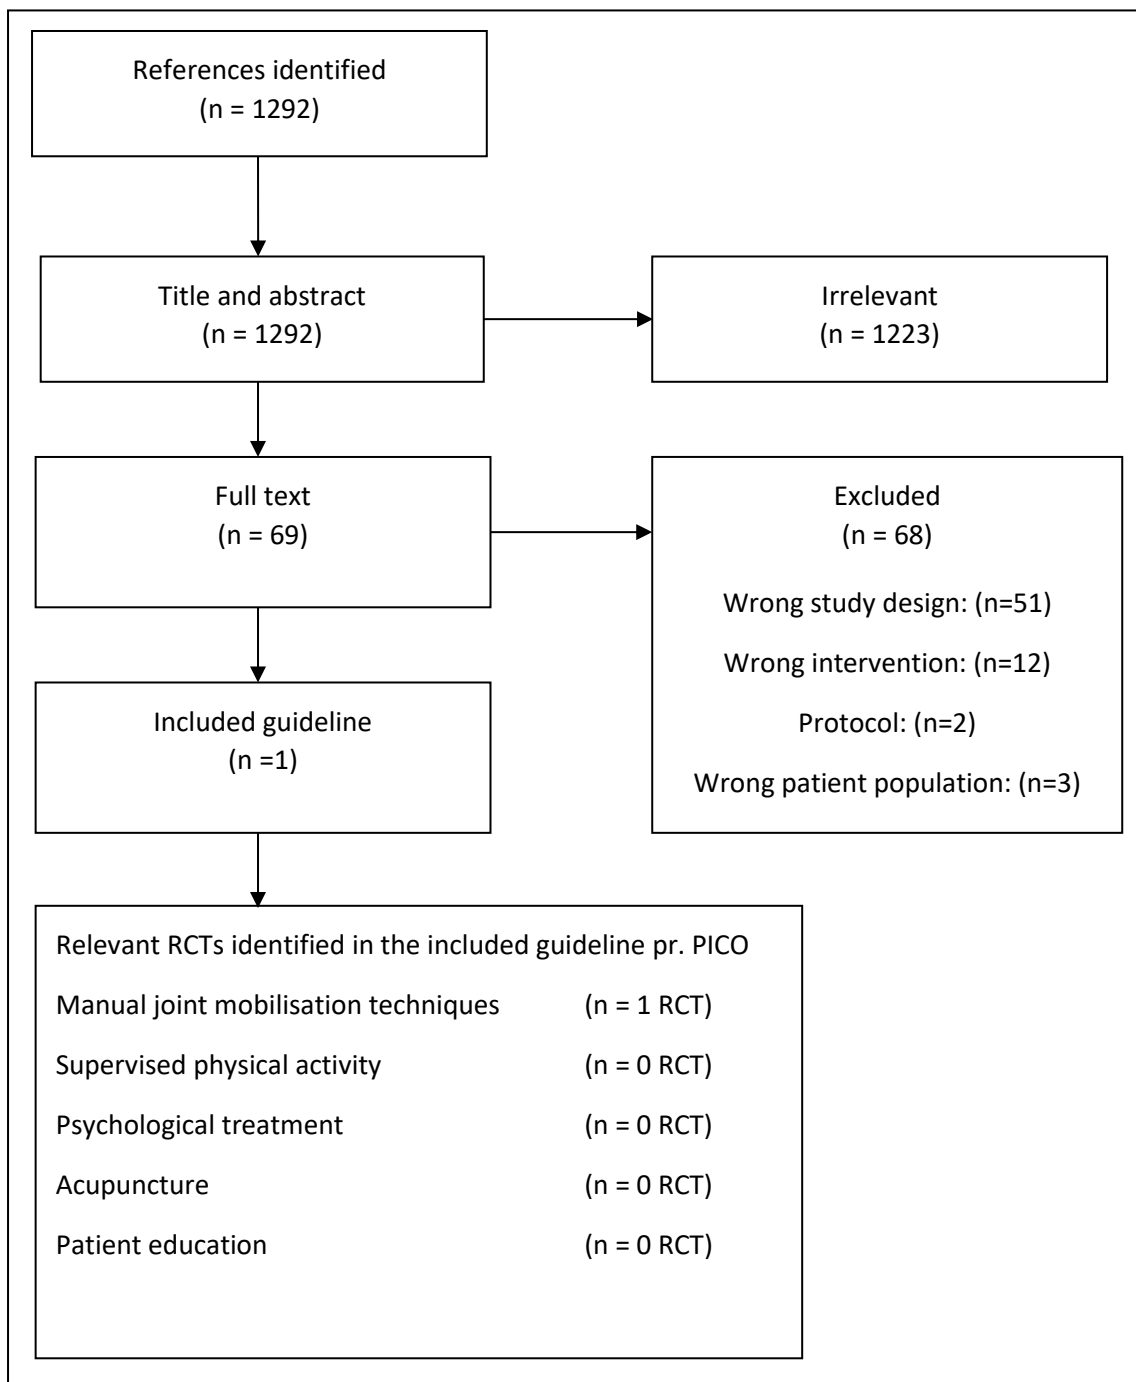 References identified
(n = 1292)
Title and abstract
(n = 1292)
Irrelevant
(n = 1223)
Full text
(n = 69)
Excluded
(n = 68)
Wrong study design: (n=51)
Wrong intervention: (n=12)
Protocol: (n=2)
Wrong patient population: (n=3)
Included guideline
(n =1)
Relevant RCTs identified in the included guideline pr. PICO
Manual joint mobilisation techniques (n = 1 RCT)
Supervised physical activity (n = 0 RCT)
Psychological treatment (n = 0 RCT)
Acupuncture (n = 0 RCT)
Patient education (n = 0 RCT)